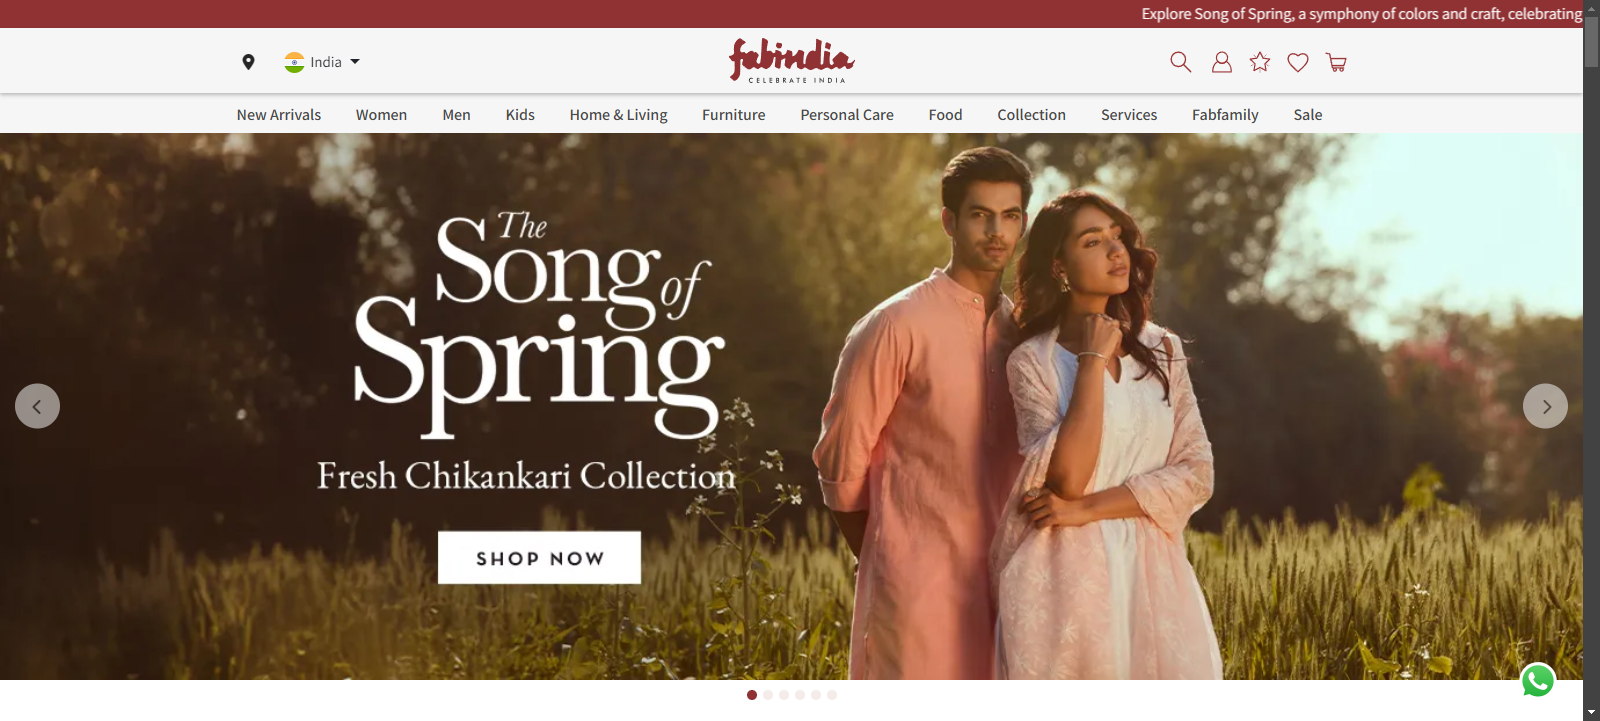 Explore Song of Spring, a symphony of colors and craft, celebrating
India
fabindia
CELEBRATE INDIA
New Arrivals Women Men Kids Home & Living Furniture Personal Care Food Collection Services Fabfamily Sale
The
Song of
Spring
Fresh Chikankari Collection
SHOP NOW